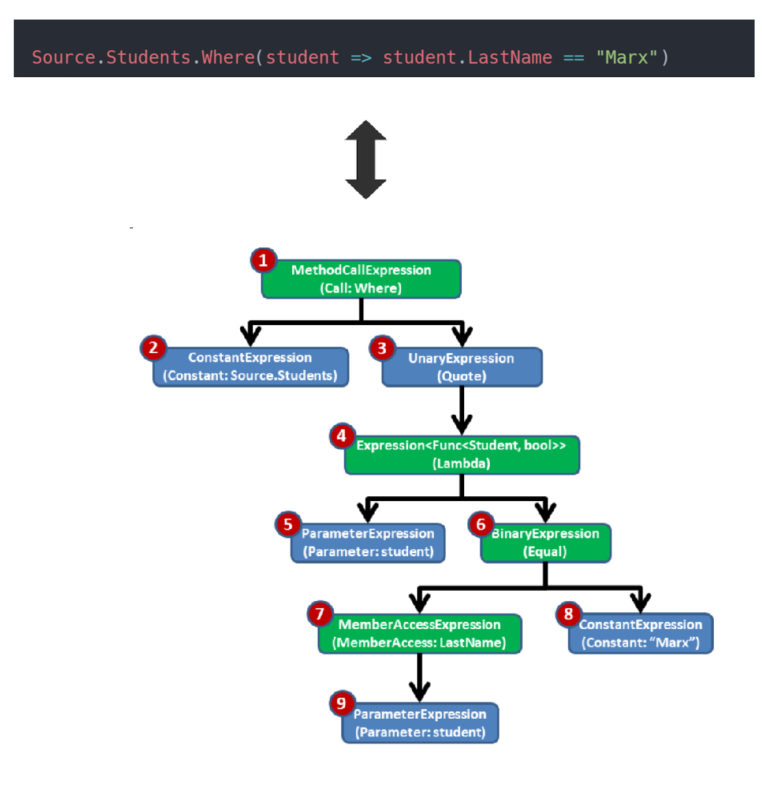 Source.Students.Where(student => student.LastName == "Marx")
1
MethodCallExpression
(Call: Where)
2
ConstantExpression
(Constant: Source.Students)
3
UnaryExpression
(Quote)
4
Expression<Func<Student, bool>>
(Lambda)
5
ParameterExpression
(Parameter: student)
6
BinaryExpression
(Equal)
7
MemberAccessExpression
(MemberAccess: LastName)
8
ConstantExpression
(Constant: “Marx”)
9
ParameterExpression
(Parameter: student)